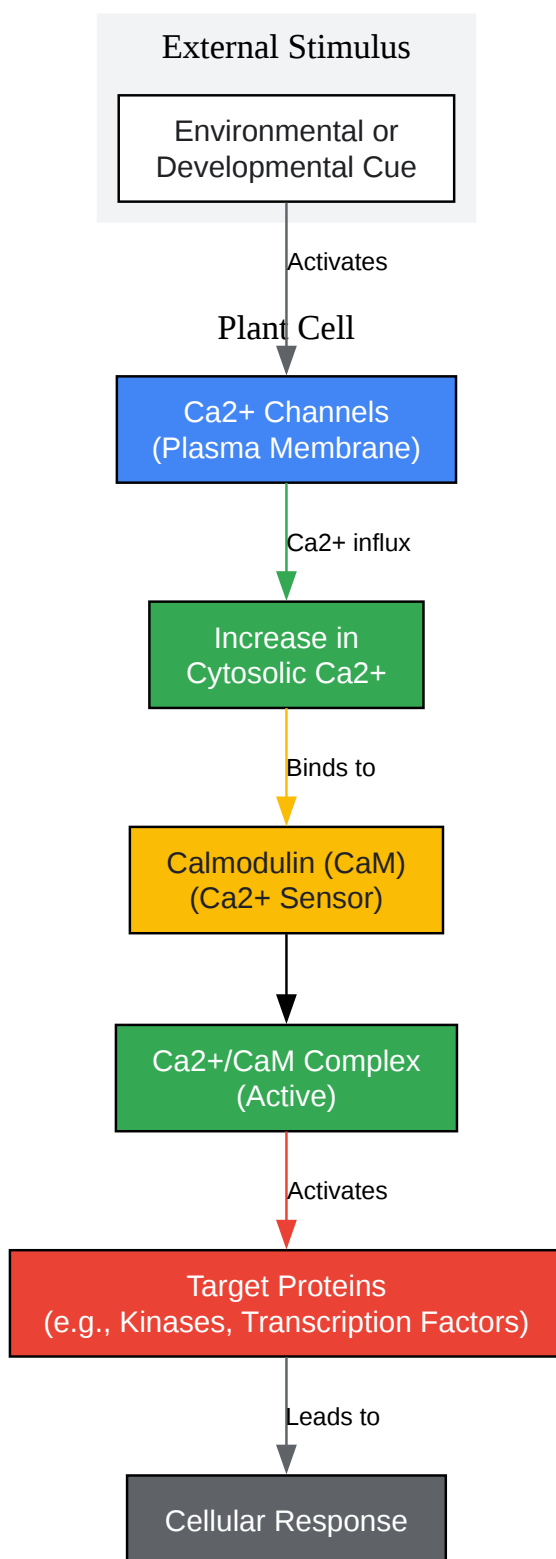 External Stimulus
Environmental or
Developmental Cue
Activates
Plant Cell
Ca2+ Channels
(Plasma Membrane)
Ca2+ influx
Increase in
Cytosolic Ca2+
Binds to
Calmodulin (CaM)
(Ca2+ Sensor)
Ca2+/CaM Complex
(Active)
Activates
Target Proteins
(e.g., Kinases, Transcription Factors)
Leads to
Cellular Response